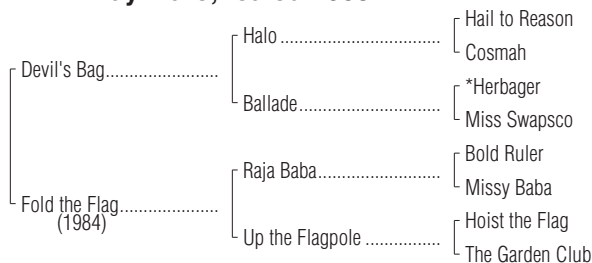 Halo
Hail to Reason
Cosmah
Devil's Bag
Ballade
*Herbager
Miss Swapsco
Raja Baba
Bold Ruler
Missy Baba
Fold the Flag
(1984)
Up the Flagpole
Hoist the Flag
The Garden Club